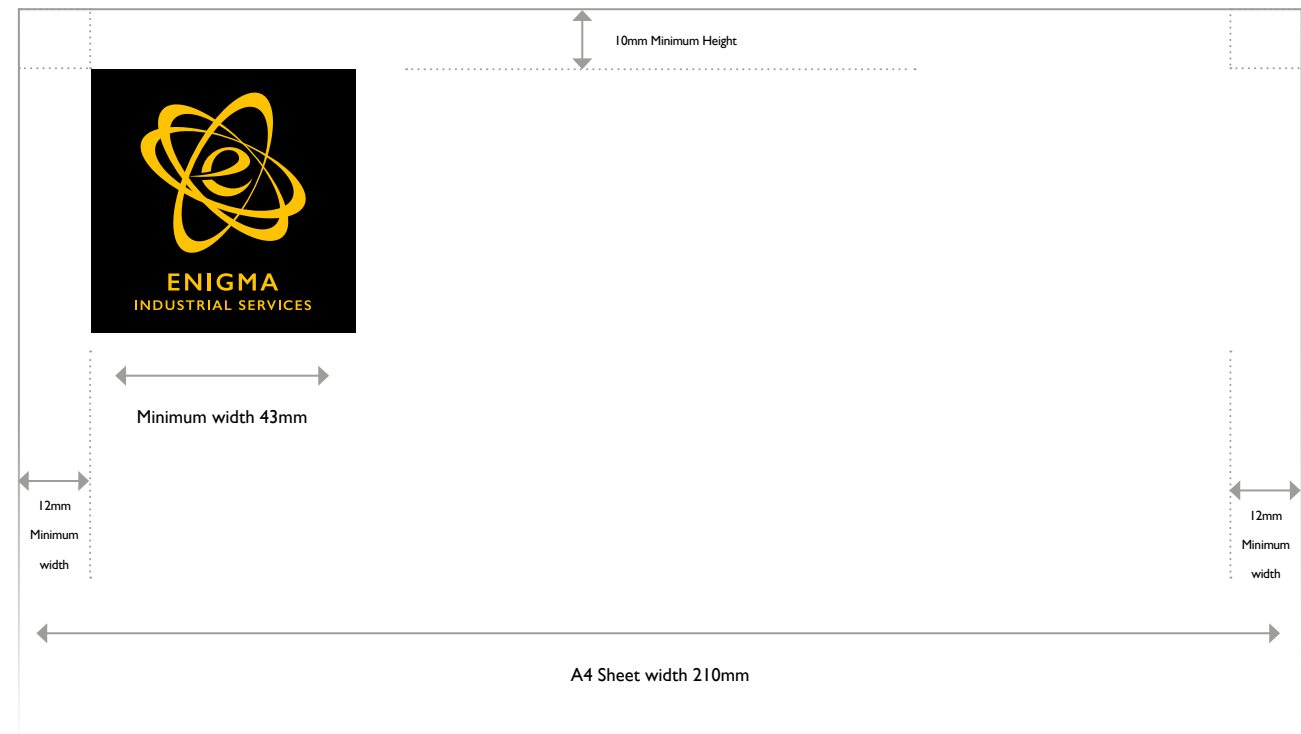 10mm Minimum Height
ENIGMA
INDUSTRIAL SERVICES
Minimum width 43mm
12mm
Minimum
width
12mm
Minimum
width
A4 Sheet width 210mm